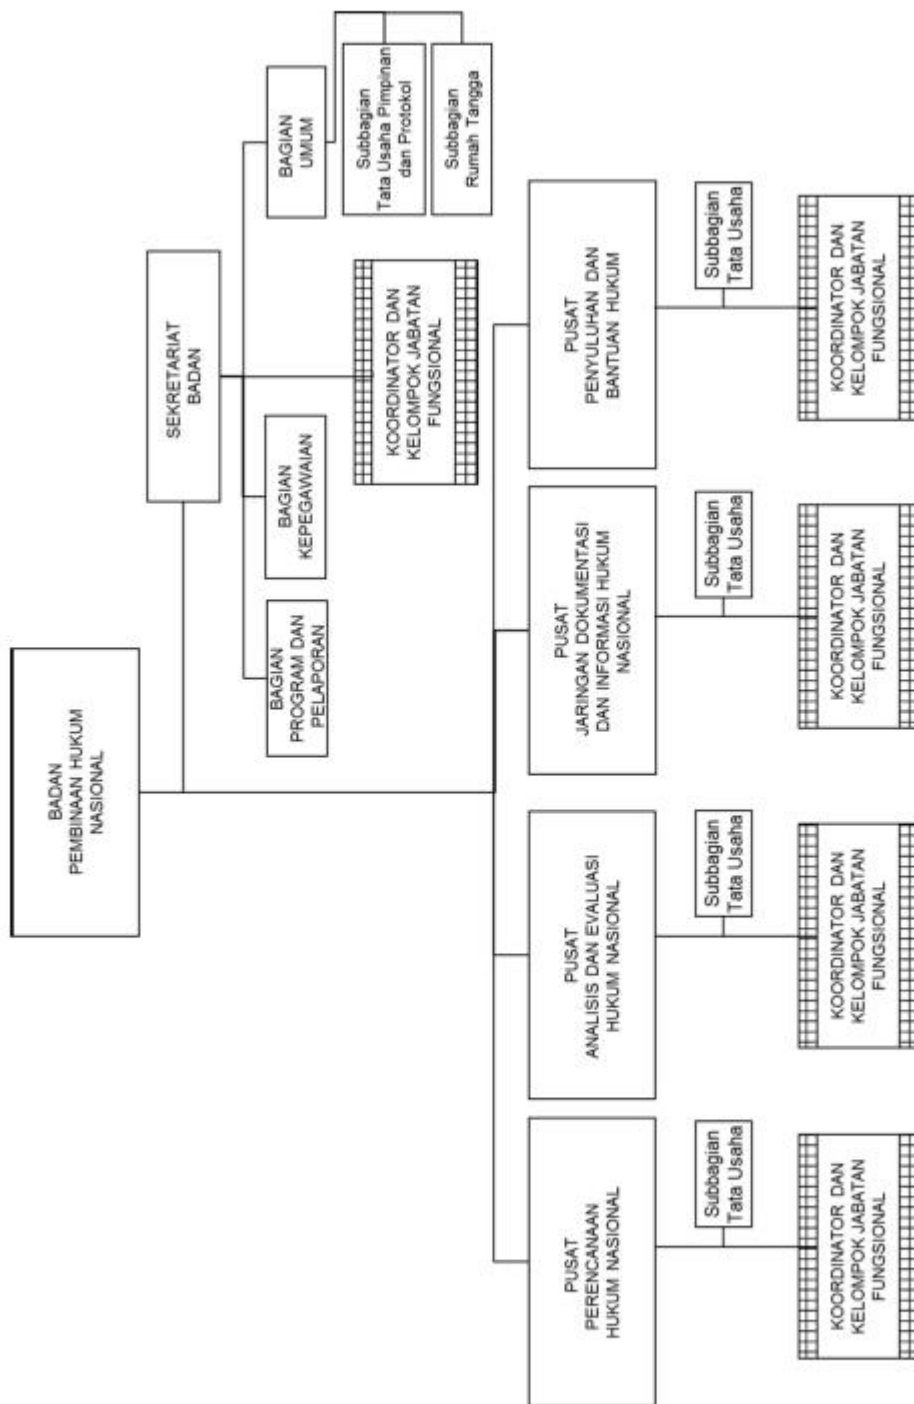 BADAN
PEMBINAAN HUKUM
NASIONAL
SEKRETARIAT
BADAN
BAGIAN
PROGRAM DAN
PELAPORAN
BAGIAN
KEPEGAWAIAN
BAGIAN
UMUM
KOORDINATOR DAN
KELOMPOK JABATAN
FUNGSIONAL
Subbagian
Tata Usaha Pimpinan
dan Protokol
Subbagian
Rumah Tangga
PUSAT
PERENCANAAN
HUKUM NASIONAL
PUSAT
ANALISIS DAN EVALUASI
HUKUM NASIONAL
PUSAT
JARINGAN DOKUMENTASI
DAN INFORMASI HUKUM
NASIONAL
PUSAT
PENYULUHAN DAN
BANTUAN HUKUM
Subbagian
Tata Usaha
Subbagian
Tata Usaha
Subbagian
Tata Usaha
Subbagian
Tata Usaha
KOORDINATOR DAN
KELOMPOK JABATAN
FUNGSIONAL
KOORDINATOR DAN
KELOMPOK JABATAN
FUNGSIONAL
KOORDINATOR DAN
KELOMPOK JABATAN
FUNGSIONAL
KOORDINATOR DAN
KELOMPOK JABATAN
FUNGSIONAL